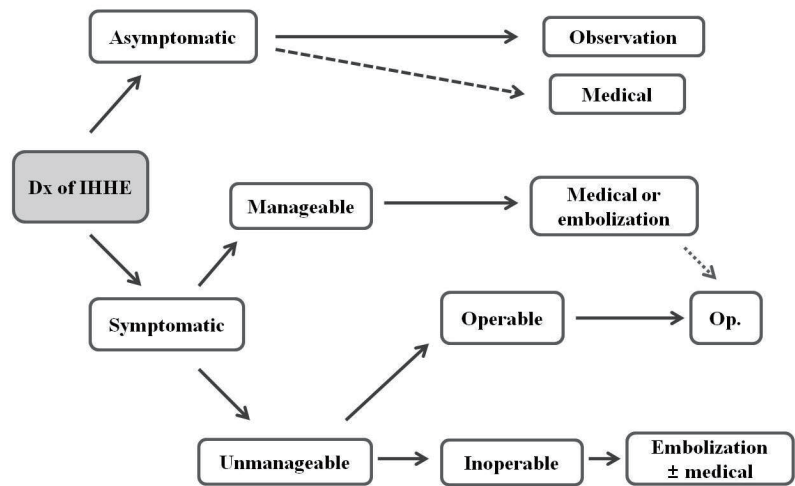 Asymptomatic
Observation
Medical
Dx of IHHE
Manageable
Medical or
embolization
Symptomatic
Operable
Op.
Unmanageable
Inoperable
Embolization
± medical